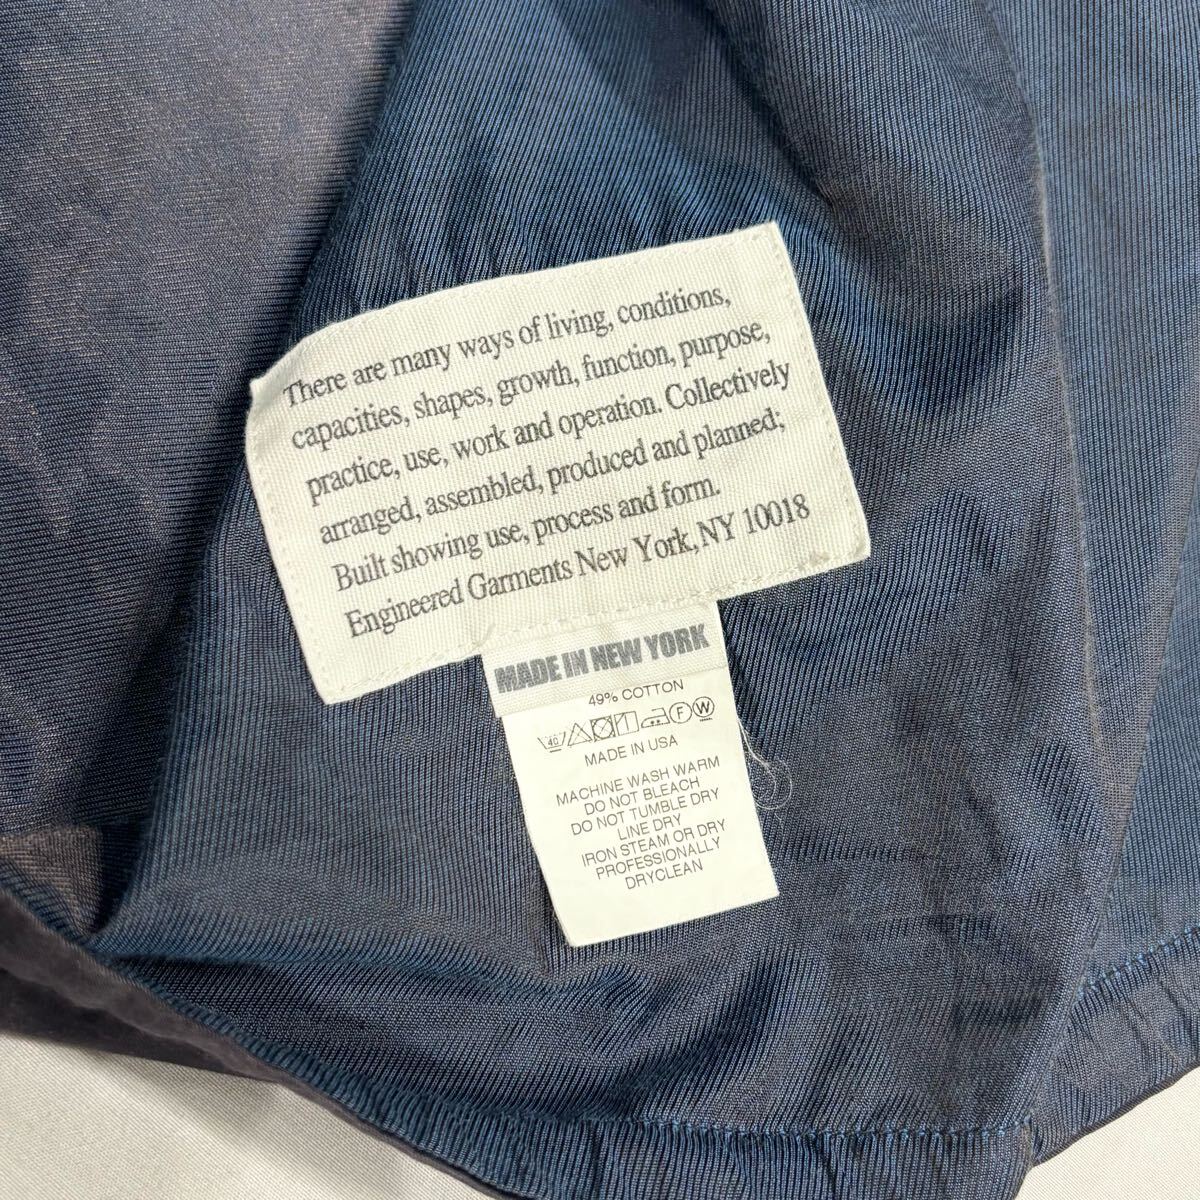 There are many ways of living, conditions,
capacities, shapes, growth, function, purpose,
practice, use, work and operation. Collectively
arranged, assembled, produced and planned;
Built showing use, process and form.
Engineered Garments New York, NY 10018
MADE IN NEW YORK
49% COTTON
40 F W
MADE IN USA
MACHINE WASH WARM
DO NOT BLEACH
DO NOT TUMBLE DRY
LINE DRY
IRON STEAM OR DRY
PROFESSIONALLY
DRYCLEAN